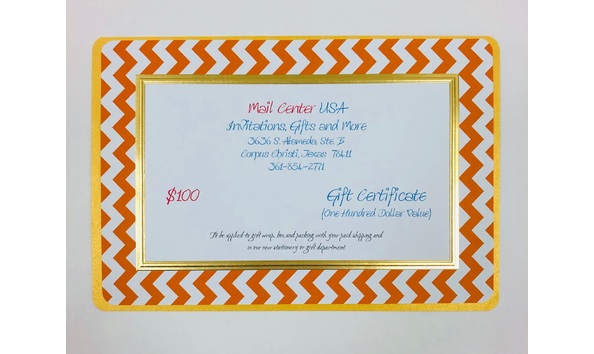 Mail Center USA
Invitations, Gifts and More
3636 S. Alameda, Ste. B
Corpus Christi, Texas 78411
361-854-2771
$100 Gift Certificate
(One Hundred Dollar Value)
To be applied to gift wrap, box and packing with your paid shipping and
in our new stationery or gift department